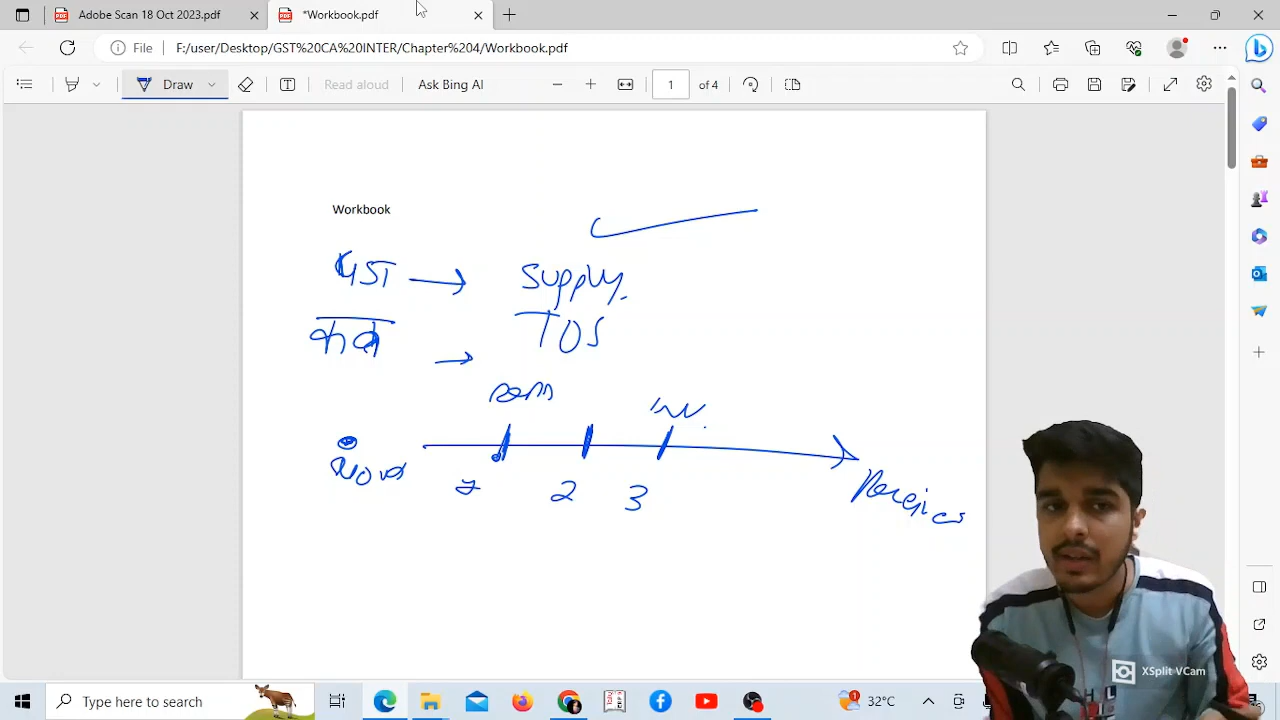 Adobe Scan 18 Oct 2023.pdf
*Workbook.pdf
File F:/user/Desktop/GST%20CA%20INTER/Chapter%204/Workbook.pdf
Draw Read aloud Ask Bing AI 1 of 4
Workbook
GST → Supply
TOS
Inv.
2 3
XSplit VCam
Type here to search
32°C